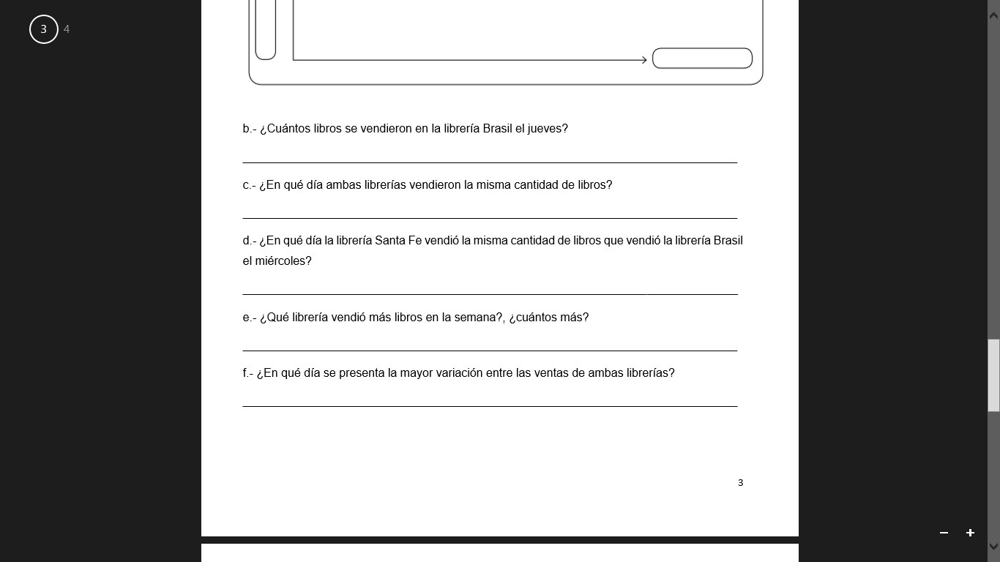 3 4
b.- ¿Cuántos libros se vendieron en la librería Brasil el jueves?
c.- ¿En qué día ambas librerías vendieron la misma cantidad de libros?
d.- ¿En qué día la librería Santa Fe vendió la misma cantidad de libros que vendió la librería Brasil
el miércoles?
e.- ¿Qué librería vendió más libros en la semana?, ¿cuántos más?
f.- ¿En qué día se presenta la mayor variación entre las ventas de ambas librerías?
3